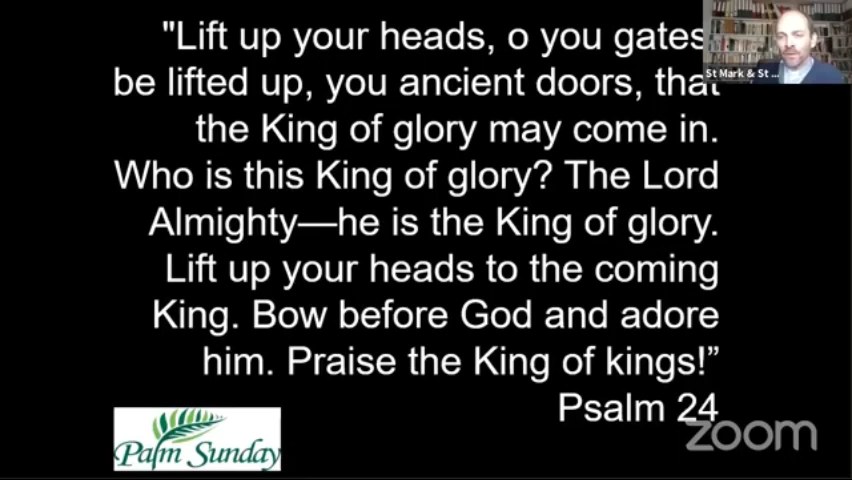 "Lift up your heads, o you gates
be lifted up, you ancient doors, that
the King of glory may come in.
Who is this King of glory? The Lord
Almighty—he is the King of glory.
Lift up your heads to the coming
King. Bow before God and adore
him. Praise the King of kings!”
Psalm 24
St Mark & St ...
Palm Sunday
zoom